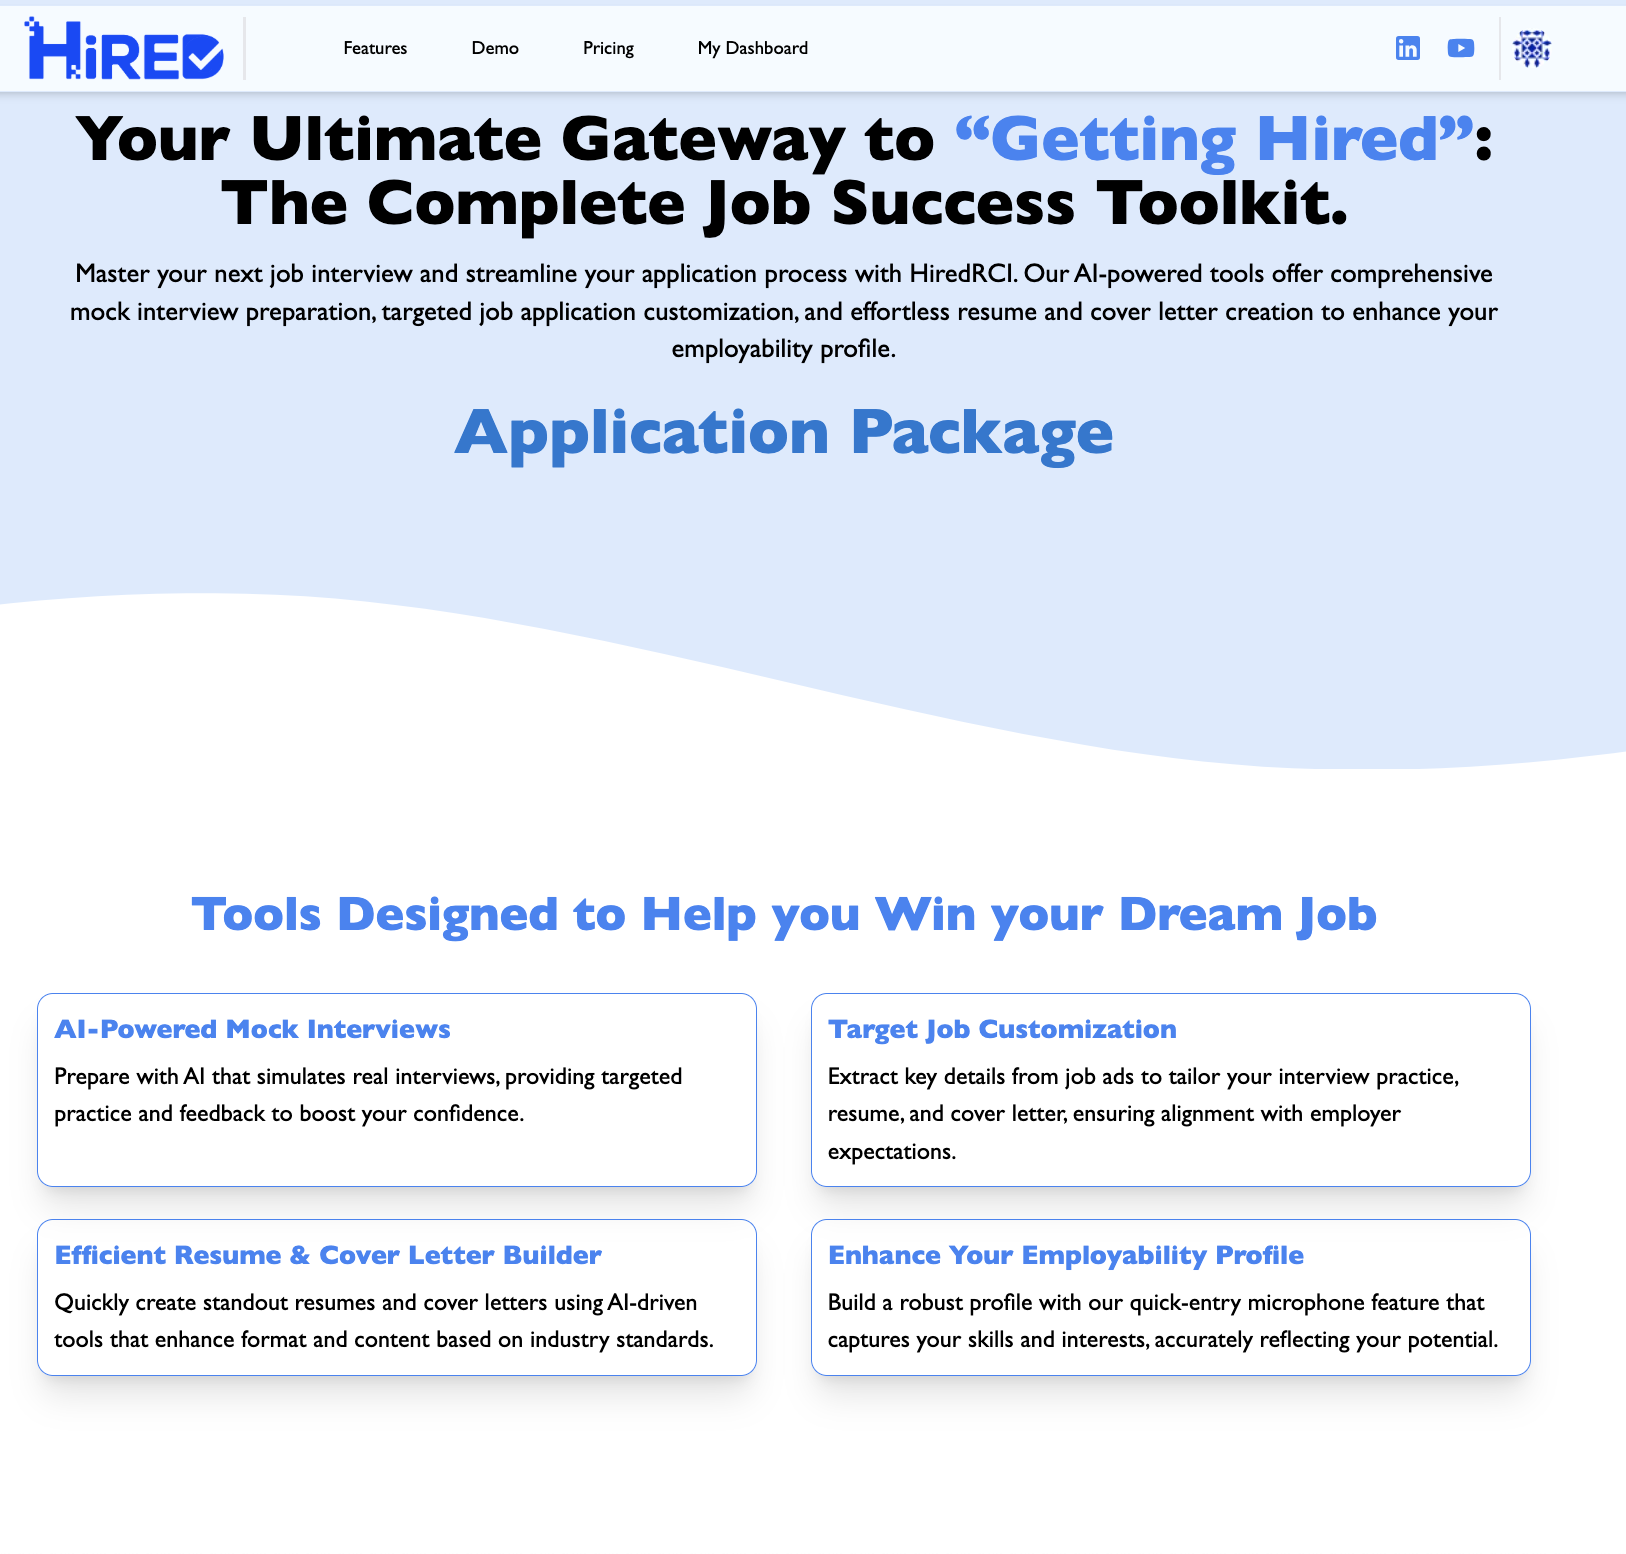 HiRED
Features
Demo
Pricing
My Dashboard
in
Your Ultimate Gateway to “Getting Hired”:
The Complete Job Success Toolkit.
Master your next job interview and streamline your application process with HiredRCI. Our AI-powered tools offer comprehensive
mock interview preparation, targeted job application customization, and effortless resume and cover letter creation to enhance your
employability profile.
Application Package
Tools Designed to Help you Win your Dream Job
AI-Powered Mock Interviews
Prepare with AI that simulates real interviews, providing targeted
practice and feedback to boost your confidence.
Target Job Customization
Extract key details from job ads to tailor your interview practice,
resume, and cover letter, ensuring alignment with employer
expectations.
Efficient Resume & Cover Letter Builder
Quickly create standout resumes and cover letters using AI-driven
tools that enhance format and content based on industry standards.
Enhance Your Employability Profile
Build a robust profile with our quick-entry microphone feature that
captures your skills and interests, accurately reflecting your potential.